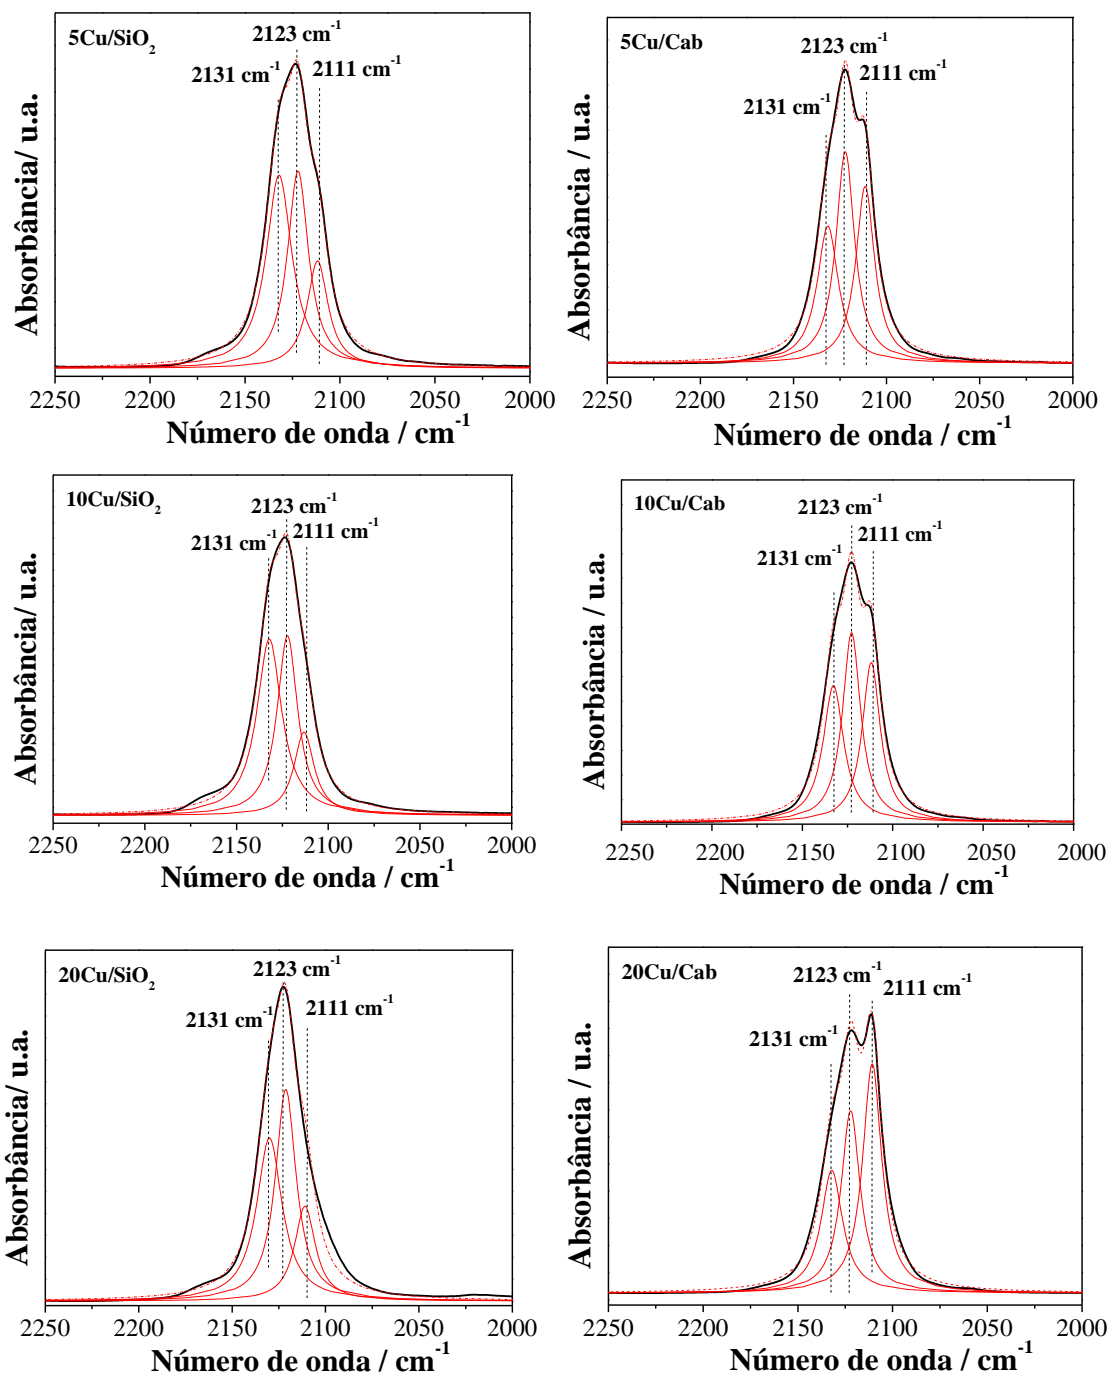 5Cu/SiO2
2123 cm-1
2131 cm-1
2111 cm-1
Absorbância/ u.a.
2250 2200 2150 2100 2050 2000
Número de onda / cm-1
5Cu/Cab
2123 cm-1
2111 cm-1
2131 cm-1
Absorbância / u.a.
2250 2200 2150 2100 2050 2000
Número de onda / cm-1
10Cu/SiO2
2123 cm-1
2111 cm-1
2131 cm-1
Absorbância/ u.a.
2250 2200 2150 2100 2050 2000
Número de onda / cm-1
10Cu/Cab
2123 cm-1
2111 cm-1
2131 cm-1
Absorbância / u.a.
2250 2200 2150 2100 2050 2000
Número de onda / cm-1
20Cu/SiO2
2123 cm-1
2111 cm-1
2131 cm-1
Absorbância/ u.a.
2250 2200 2150 2100 2050 2000
Número de onda / cm-1
20Cu/Cab
2123 cm-1
2111 cm-1
2131 cm-1
Absorbância / u.a.
2250 2200 2150 2100 2050 2000
Número de onda / cm-1